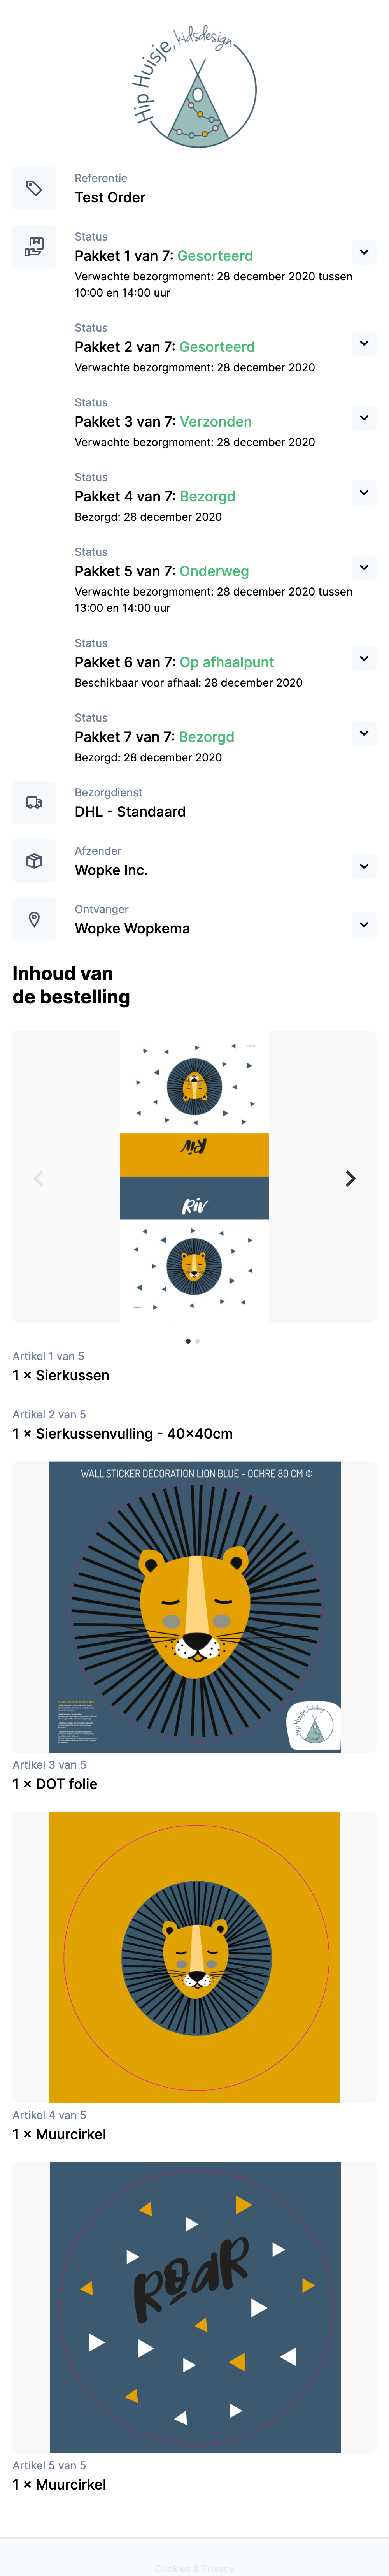 Hip Huisje kidsdesign
Referentie
Test Order
Status
Pakket 1 van 7: Gesorteerd
Verwachte bezorgmoment: 28 december 2020 tussen
10:00 en 14:00 uur
Status
Pakket 2 van 7: Gesorteerd
Verwachte bezorgmoment: 28 december 2020
Status
Pakket 3 van 7: Verzonden
Verwachte bezorgmoment: 28 december 2020
Status
Pakket 4 van 7: Bezorgd
Bezorgd: 28 december 2020
Status
Pakket 5 van 7: Onderweg
Verwachte bezorgmoment: 28 december 2020 tussen
13:00 en 14:00 uur
Status
Pakket 6 van 7: Op afhaalpunt
Beschikbaar voor afhaal: 28 december 2020
Status
Pakket 7 van 7: Bezorgd
Bezorgd: 28 december 2020
Bezorgdienst
DHL - Standaard
Afzender
Wopke Inc.
Ontvanger
Wopke Wopkema
Inhoud van
de bestelling
Riv
Riv
Artikel 1 van 5
1 × Sierkussen
Artikel 2 van 5
1 × Sierkussenvulling - 40x40cm
WALL STICKER DECORATION LION BLUE - OCHRE 80 CM ©
Hip Huisje kidsdesign
Artikel 3 van 5
1 × DOT folie
Artikel 4 van 5
1 × Muurcirkel
ROAR
Artikel 5 van 5
1 × Muurcirkel
Cookies & Privacy